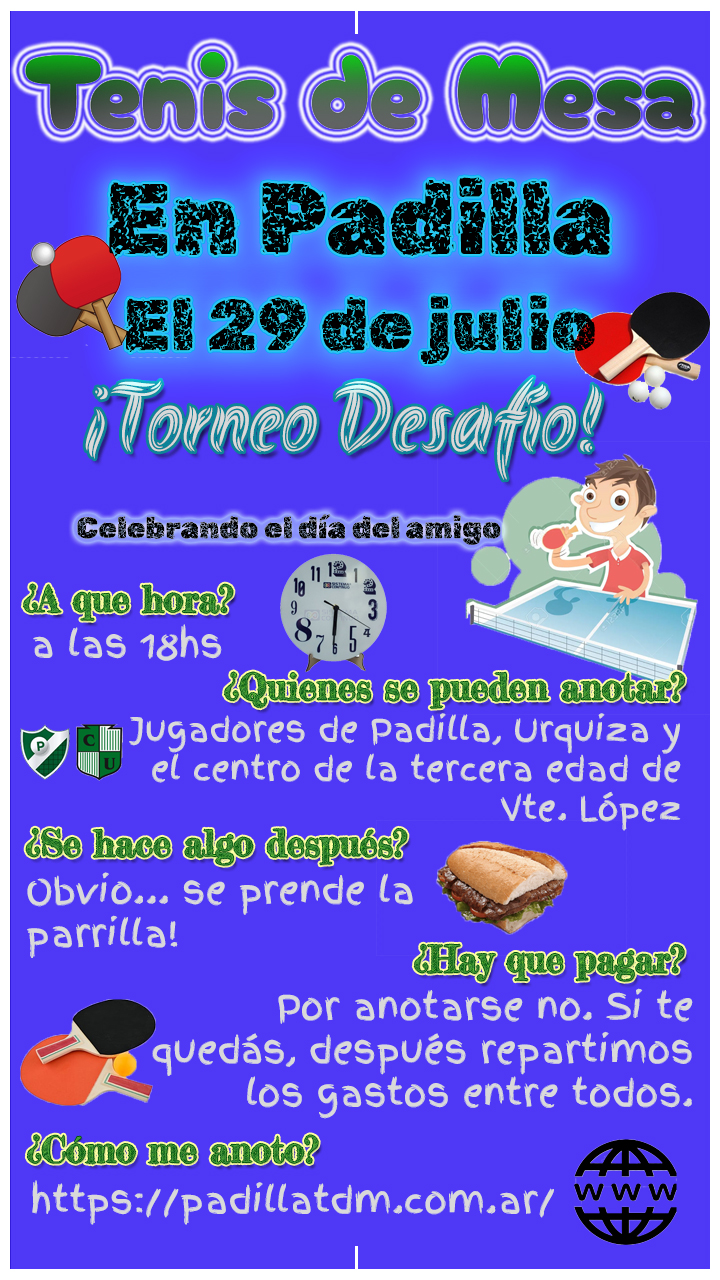 Tenis de Mesa
En Padilla
El 29 de julio
¡Torneo Desafío!
Celebrando el día del amigo
¿A que hora?
a las 18hs
¿Quienes se pueden anotar?
P
C
U
Jugadores de Padilla, Urquiza y
el centro de la tercera edad de
Vte. López
¿Se hace algo después?
Obvio... se prende la
parrilla!
¿Hay que pagar?
Por anotarse no. Si te
quedás, después repartimos
los gastos entre todos.
¿Cómo me anoto?
https://padillatdm.com.ar/
WWW